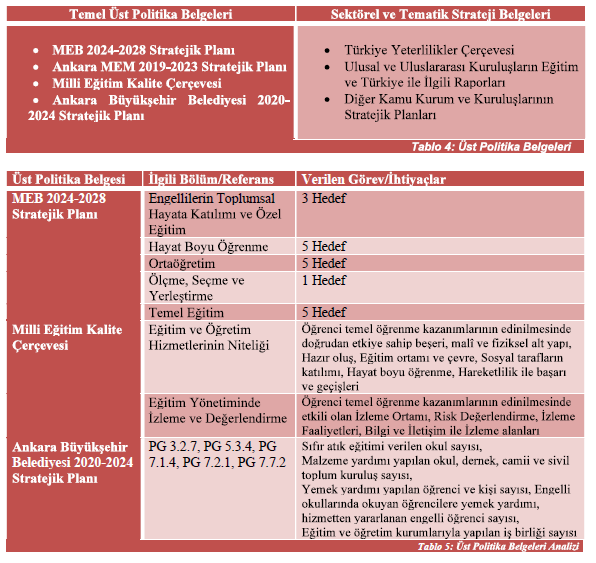 Temel Üst Politika Belgeleri
Sektörel ve Tematik Strateji Belgeleri
• MEB 2024-2028 Stratejik Planı
• Ankara MEM 2019-2023 Stratejik Planı
• Milli Eğitim Kalite Çerçevesi
• Ankara Büyükşehir Belediyesi 2020-
2024 Stratejik Planı
• Türkiye Yeterlilikler Çerçevesi
• Ulusal ve Uluslararası Kuruluşların Eğitim
ve Türkiye ile İlgili Raporları
• Diğer Kamu Kurum ve Kuruluşlarının
Stratejik Planları
Tablo 4: Üst Politika Belgeleri
Üst Politika Belgesi
İlgili Bölüm/Referans
Verilen Görev/İhtiyaçlar
MEB 2024-2028
Stratejik Planı
Engellilerin Toplumsal
Hayata Katılımı ve Özel
Eğitim
3 Hedef
Hayat Boyu Öğrenme
5 Hedef
Ortaöğretim
5 Hedef
Ölçme, Seçme ve
Yerleştirme
1 Hedef
Temel Eğitim
5 Hedef
Milli Eğitim Kalite
Çerçevesi
Eğitim ve Öğretim
Hizmetlerinin Niteliği
Öğrenci temel öğrenme kazanımlarının edinilmesinde
doğrudan etkiye sahip beşeri, malî ve fiziksel alt yapı,
Hazır oluş, Eğitim ortamı ve çevre, Sosyal tarafların
katılımı, Hayat boyu öğrenme, Hareketlilik ile başarı
ve geçişleri
Eğitim Yönetiminde
İzleme ve Değerlendirme
Öğrenci temel öğrenme kazanımlarının edinilmesinde
etkili olan İzleme Ortamı, Risk Değerlendirme, İzleme
Faaliyetleri, Bilgi ve İletişim ile İzleme alanları
Ankara Büyükşehir
Belediyesi 2020-2024
Stratejik Planı
PG 3.2.7, PG 5.3.4, PG
7.1.4, PG 7.2.1, PG 7.7.2
Sıfır atık eğitimi verilen okul sayısı,
Malzeme yardımı yapılan okul, dernek, camii ve sivil
toplum kuruluş sayısı,
Yemek yardımı yapılan öğrenci ve kişi sayısı, Engelli
okullarında okuyan öğrencilere yemek yardımı,
hizmetten yararlanan engelli öğrenci sayısı,
Eğitim ve öğretim kurumlarıyla yapılan iş birliği sayısı
Tablo 5: Üst Politika Belgeleri Analizi